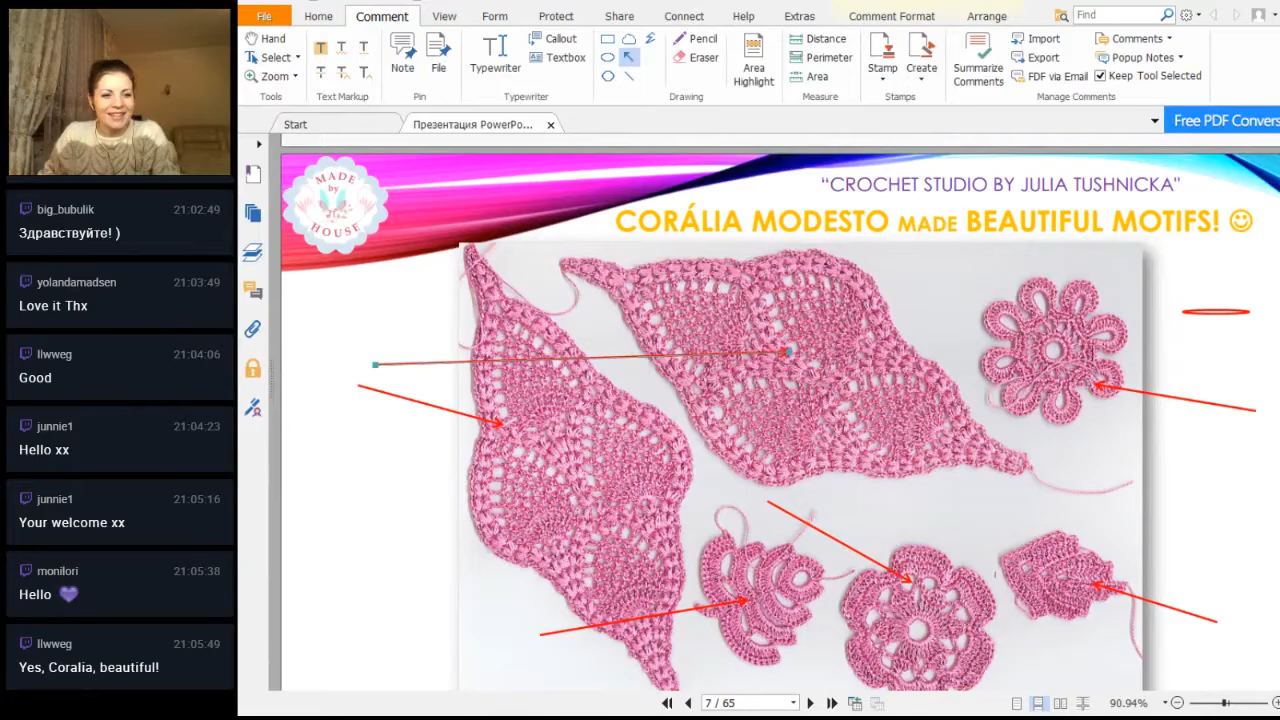 big_bubulik 21:02:49
Здравствуйте! )
yolandamadsen 21:03:49
Love it Thx
llwweg 21:04:06
Good
junnie1 21:04:23
Hello xx
junnie1 21:05:16
Your welcome xx
monilori 21:05:38
Hello 💜
llwweg 21:05:49
Yes, Coralia, beautiful!
File Home Comment View Form Protect Share Connect Help Extras Comment Format Arrange Find
Hand
Select
Zoom
Tools
T T T
T T T
Text Markup
Note File
Pin
Typewriter
Callout
Textbox
Typewriter
Pencil
Eraser
Area Highlight
Drawing
Distance
Perimeter
Area
Measure
Stamp Create
Stamps
Summarize Comments
Import
Export
FDF via Email
Comments
Popup Notes
Keep Tool Selected
Manage Comments
Start Презентация PowerPo...
Free PDF Convers
MADE
by
HOUSE
“CROCHET STUDIO BY JULIA TUSHNICKA”
CORÁLIA MODESTO MADE BEAUTIFUL MOTIFS! ☺
7 / 65
90.94%